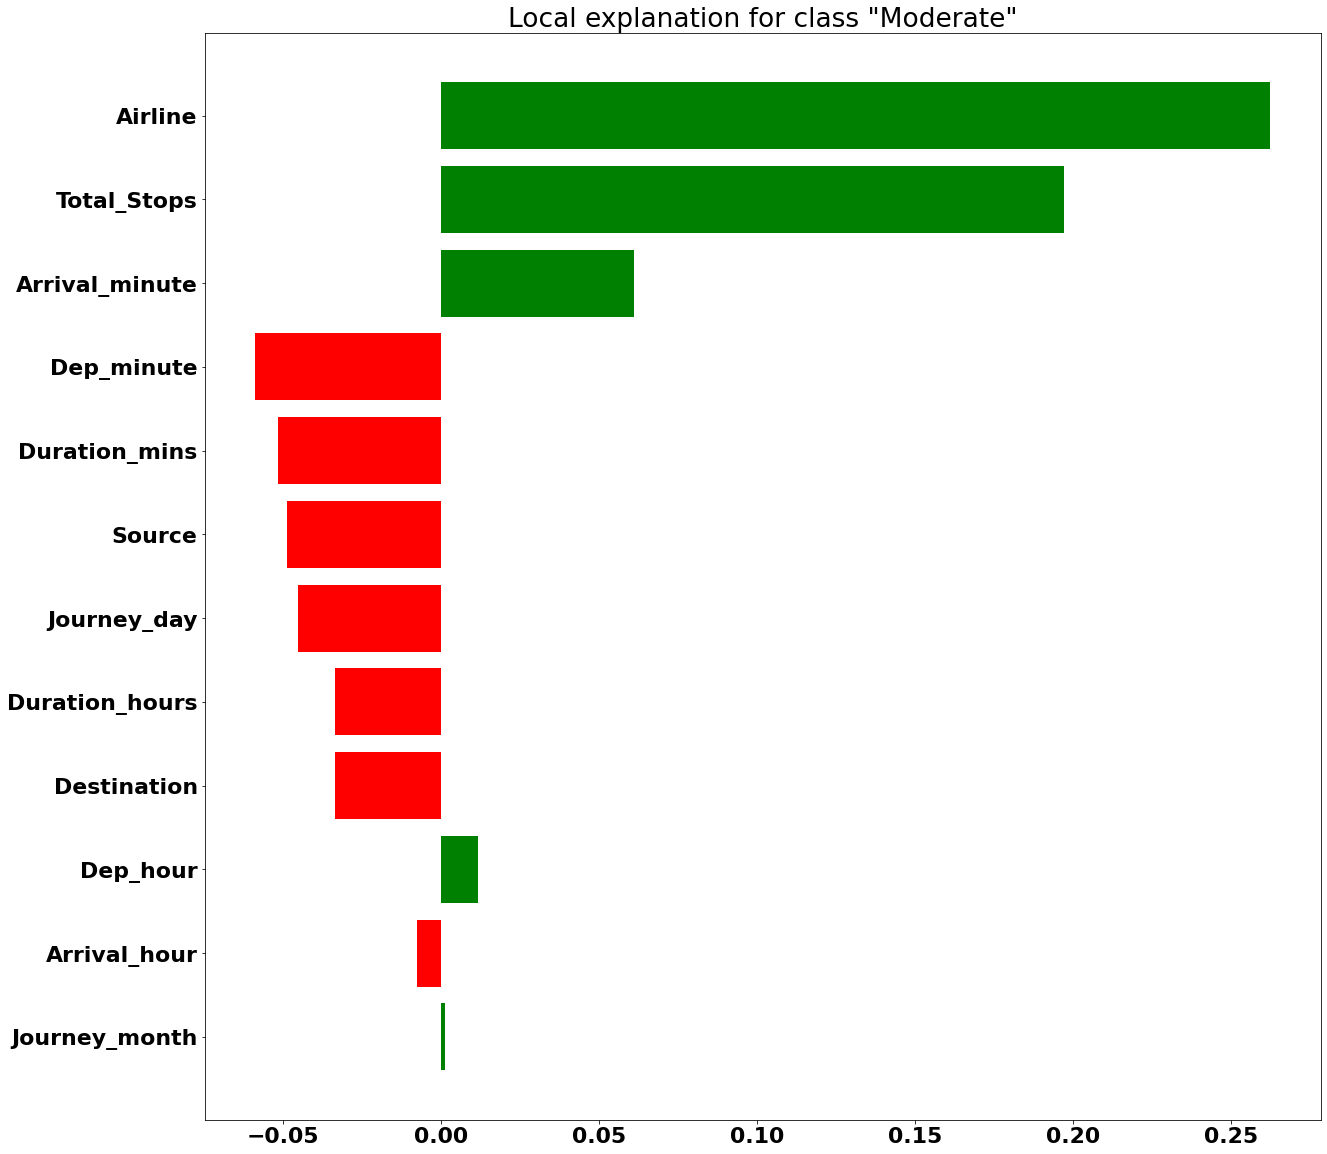 Local explanation for class "Moderate"
Airline
Total_Stops
Arrival_minute
Dep_minute
Duration_mins
Source
Journey_day
Duration_hours
Destination
Dep_hour
Arrival_hour
Journey_month
−0.05 0.00 0.05 0.10 0.15 0.20 0.25